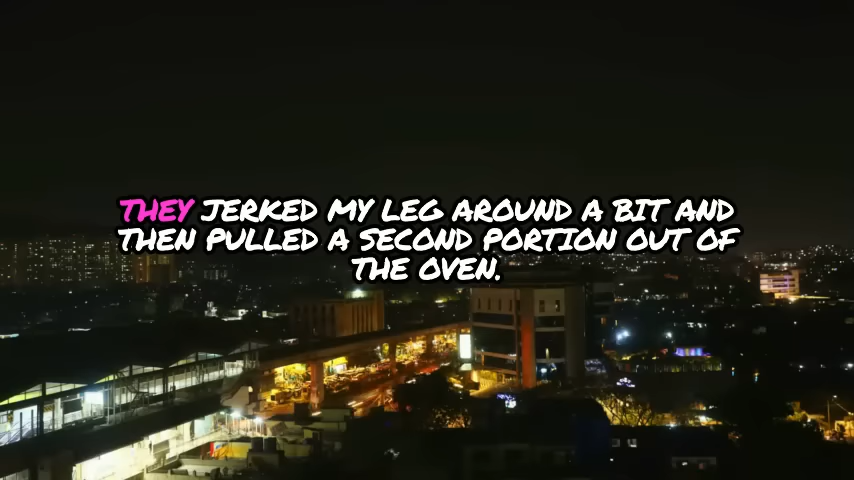 THEY JERKED MY LEG AROUND A BIT AND
THEN PULLED A SECOND PORTION OUT OF
THE OVEN.